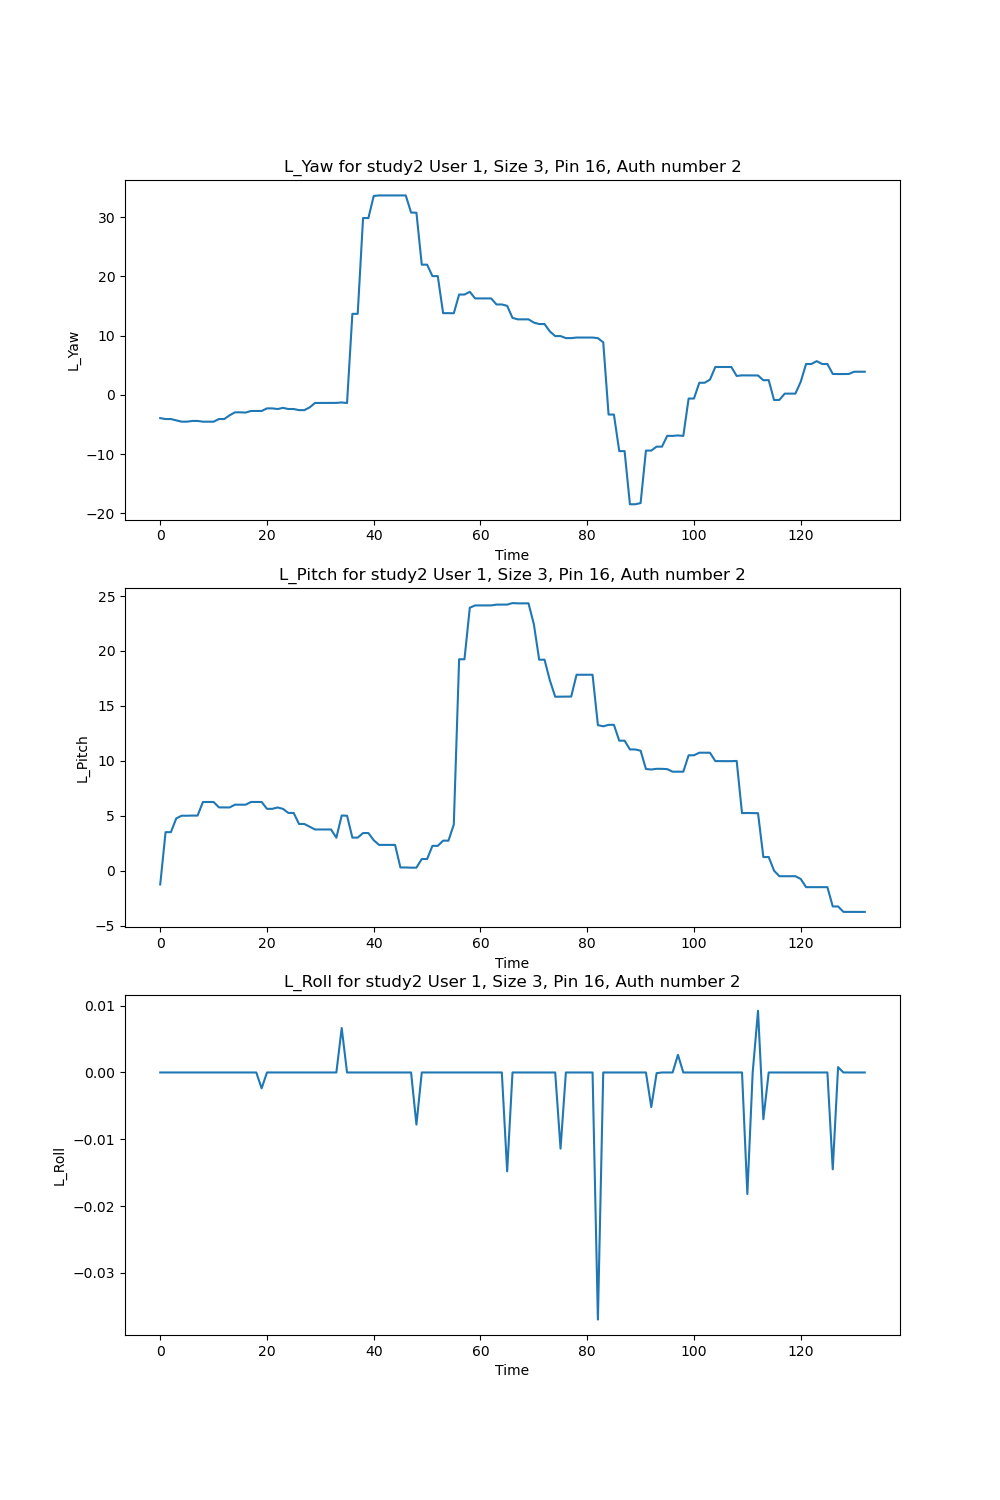 L_Yaw for study2 User 1, Size 3, Pin 16, Auth number 2
30
20
10
0
−10
−20
L_Yaw
0 20 40 60 80 100 120
Time
L_Pitch for study2 User 1, Size 3, Pin 16, Auth number 2
25
20
15
10
5
0
−5
L_Pitch
0 20 40 60 80 100 120
Time
L_Roll for study2 User 1, Size 3, Pin 16, Auth number 2
0.01
0.00
−0.01
−0.02
−0.03
L_Roll
0 20 40 60 80 100 120
Time